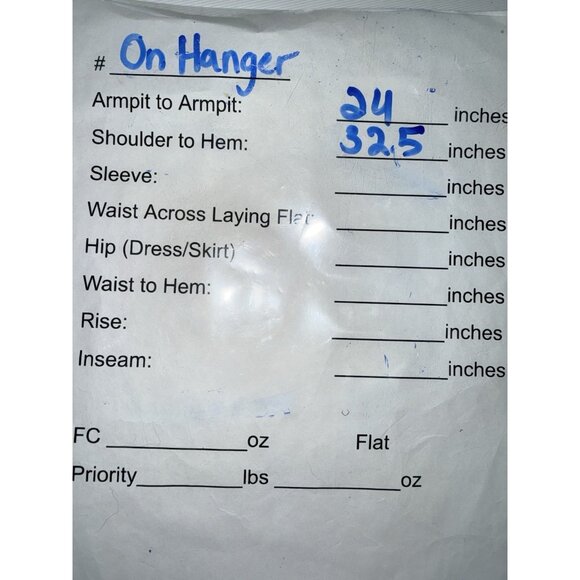 # On Hanger
Armpit to Armpit: 24 inches
Shoulder to Hem: 32.5 inches
Sleeve: inches
Waist Across Laying Flat inches
Hip (Dress/Skirt) inches
Waist to Hem: inches
Rise: inches
Inseam: inches
FC oz Flat
Priority lbs oz